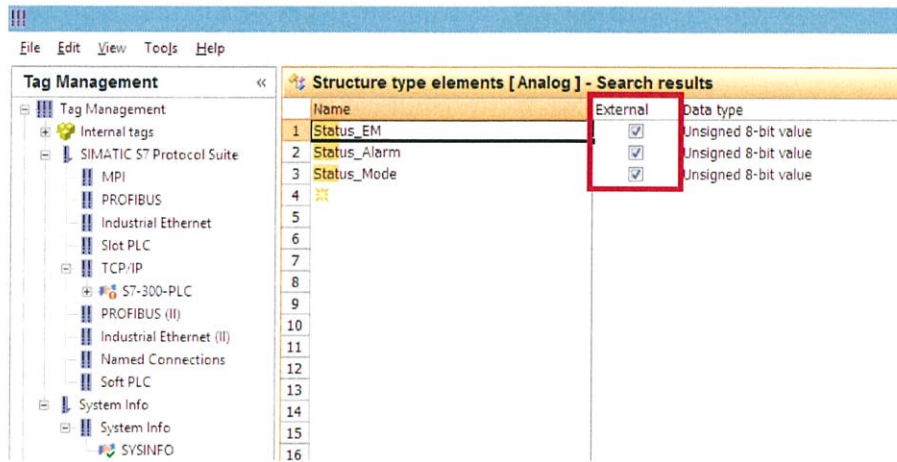 File Edit View Tools Help
Tag Management «
Tag Management
Internal tags
SIMATIC S7 Protocol Suite
MPI
PROFIBUS
Industrial Ethernet
Slot PLC
TCP/IP
S7-300-PLC
PROFIBUS (II)
Industrial Ethernet (II)
Named Connections
Soft PLC
System Info
System Info
SYSINFO
Structure type elements [ Analog ] - Search results
Name External Data type
1 Status_EM Unsigned 8-bit value
2 Status_Alarm Unsigned 8-bit value
3 Status_Mode Unsigned 8-bit value
4
5
6
7
8
9
10
11
12
13
14
15
16